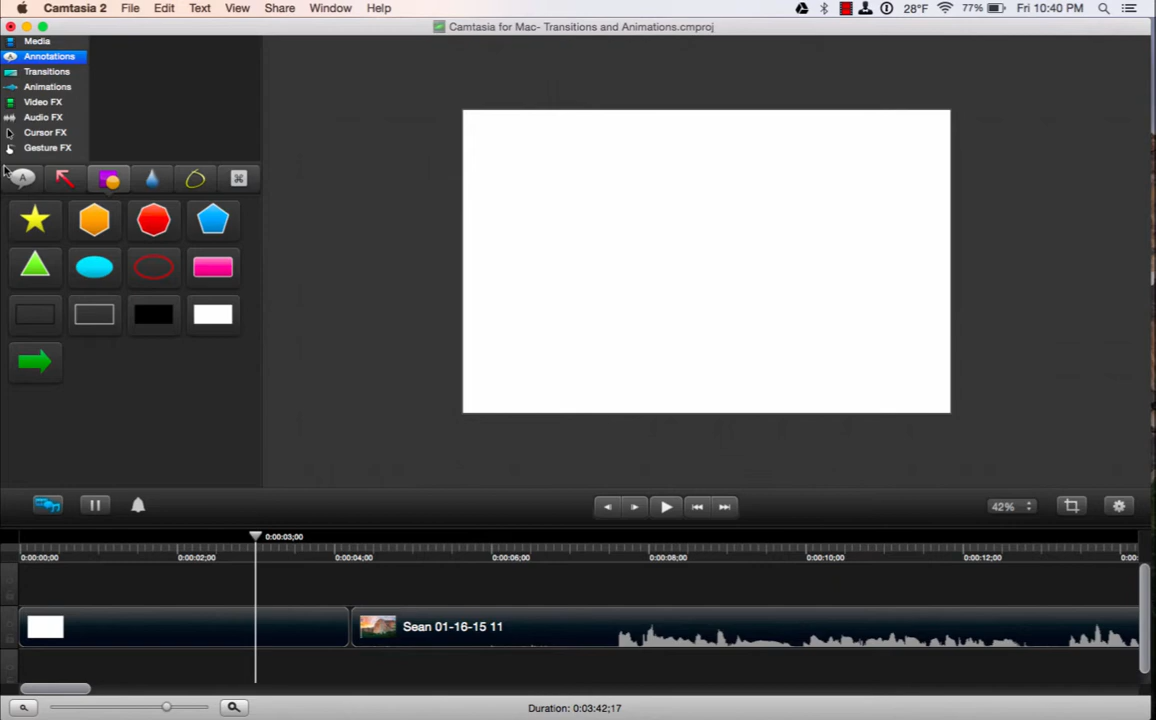 Camtasia 2 File Edit Text View Share Window Help 28°F 77% Fri 10:40 PM
Camtasia for Mac- Transitions and Animations.cmproj
Media
Annotations
Transitions
Animations
Video FX
Audio FX
Cursor FX
Gesture FX
A
42%
0:00:03;00
0:00:00;00 0:00:02;00 0:00:04;00 0:00:06;00 0:00:08;00 0:00:10;00 0:00:12;00
Sean 01-16-15 11
Duration: 0:03:42;17